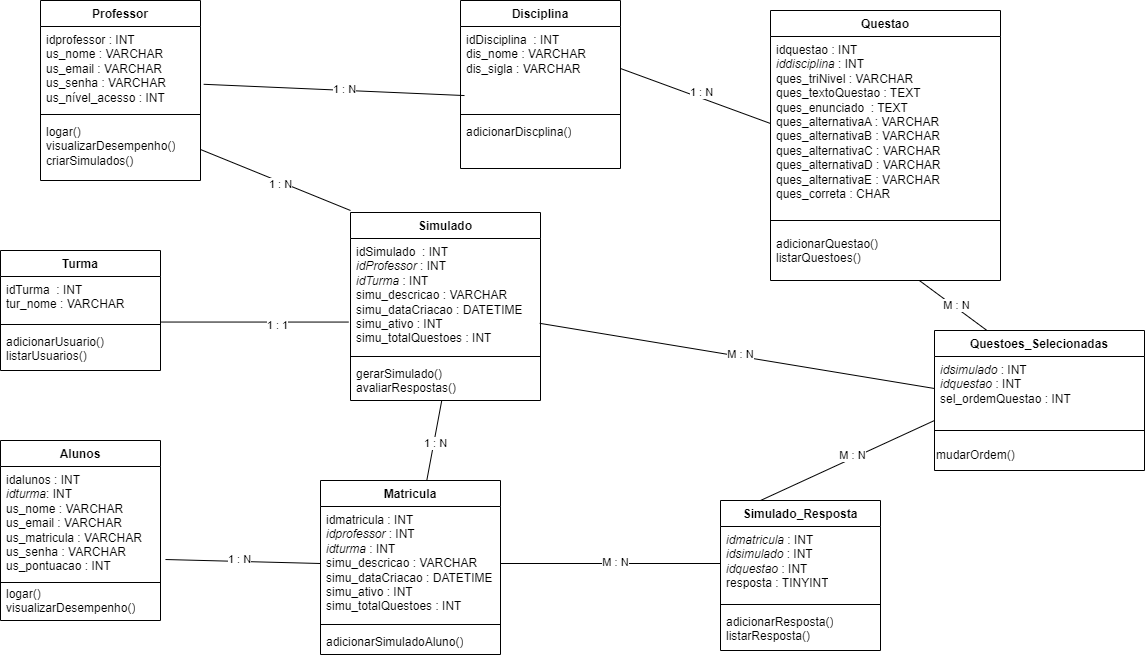 Professor
idprofessor : INT
us_nome : VARCHAR
us_email : VARCHAR
us_senha : VARCHAR
us_nível_acesso : INT
logar()
visualizarDesempenho()
criarSimulados()
1 : N
Disciplina
idDisciplina : INT
dis_nome : VARCHAR
dis_sigla : VARCHAR
adicionarDiscplina()
1 : N
Questao
idquestao : INT
iddisciplina : INT
ques_triNivel : VARCHAR
ques_textoQuestao : TEXT
ques_enunciado : TEXT
ques_alternativaA : VARCHAR
ques_alternativaB : VARCHAR
ques_alternativaC : VARCHAR
ques_alternativaD : VARCHAR
ques_alternativaE : VARCHAR
ques_correta : CHAR
adicionarQuestao()
listarQuestoes()
1 : N
Turma
idTurma : INT
tur_nome : VARCHAR
adicionarUsuario()
listarUsuarios()
1 : 1
Simulado
idSimulado : INT
idProfessor : INT
idTurma : INT
simu_descricao : VARCHAR
simu_dataCriacao : DATETIME
simu_ativo : INT
simu_totalQuestoes : INT
gerarSimulado()
avaliarRespostas()
M : N
M : N
Questoes_Selecionadas
idsimulado : INT
idquestao : INT
sel_ordemQuestao : INT
mudarOrdem()
1 : N
M : N
Alunos
idalunos : INT
idturma: INT
us_nome : VARCHAR
us_email : VARCHAR
us_matricula : VARCHAR
us_senha : VARCHAR
us_pontuacao : INT
logar()
visualizarDesempenho()
1 : N
Matricula
idmatricula : INT
idprofessor : INT
idturma : INT
simu_descricao : VARCHAR
simu_dataCriacao : DATETIME
simu_ativo : INT
simu_totalQuestoes : INT
adicionarSimuladoAluno()
M : N
Simulado_Resposta
idmatricula : INT
idsimulado : INT
idquestao : INT
resposta : TINYINT
adicionarResposta()
listarResposta()